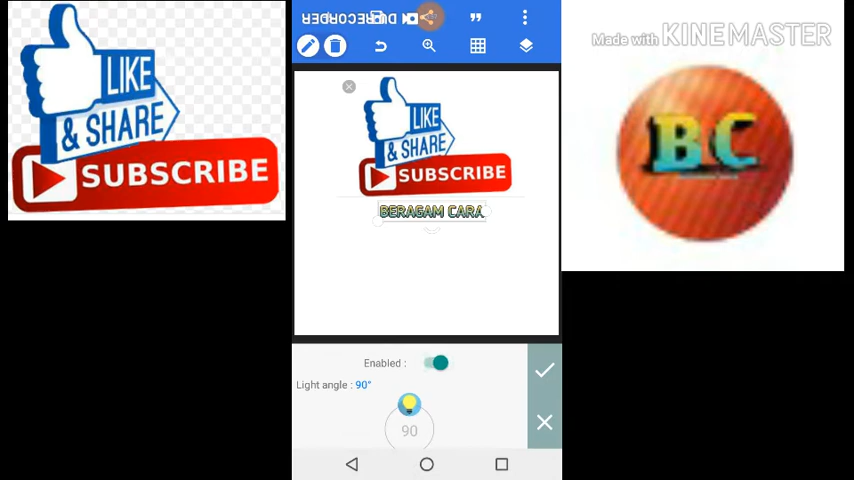 LIKE
& SHARE
SUBSCRIBE
DU RECORDER
LIKE
& SHARE
SUBSCRIBE
BERAGAM CARA
Enabled :
Light angle : 90°
90
Made with KINEMASTER
BC